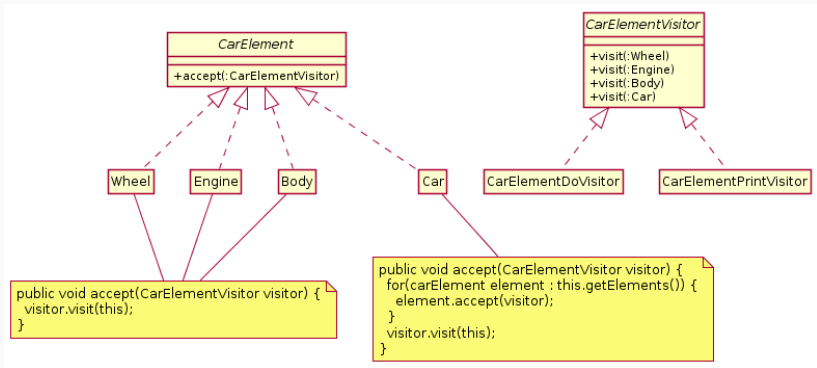 CarElement
+accept(:CarElementVisitor)
CarElementVisitor
+visit(:Wheel)
+visit(:Engine)
+visit(:Body)
+visit(:Car)
Wheel
Engine
Body
Car
CarElementDoVisitor
CarElementPrintVisitor
public void accept(CarElementVisitor visitor) {
visitor.visit(this);
}
public void accept(CarElementVisitor visitor) {
for(carElement element : this.getElements()) {
element.accept(visitor);
}
visitor.visit(this);
}